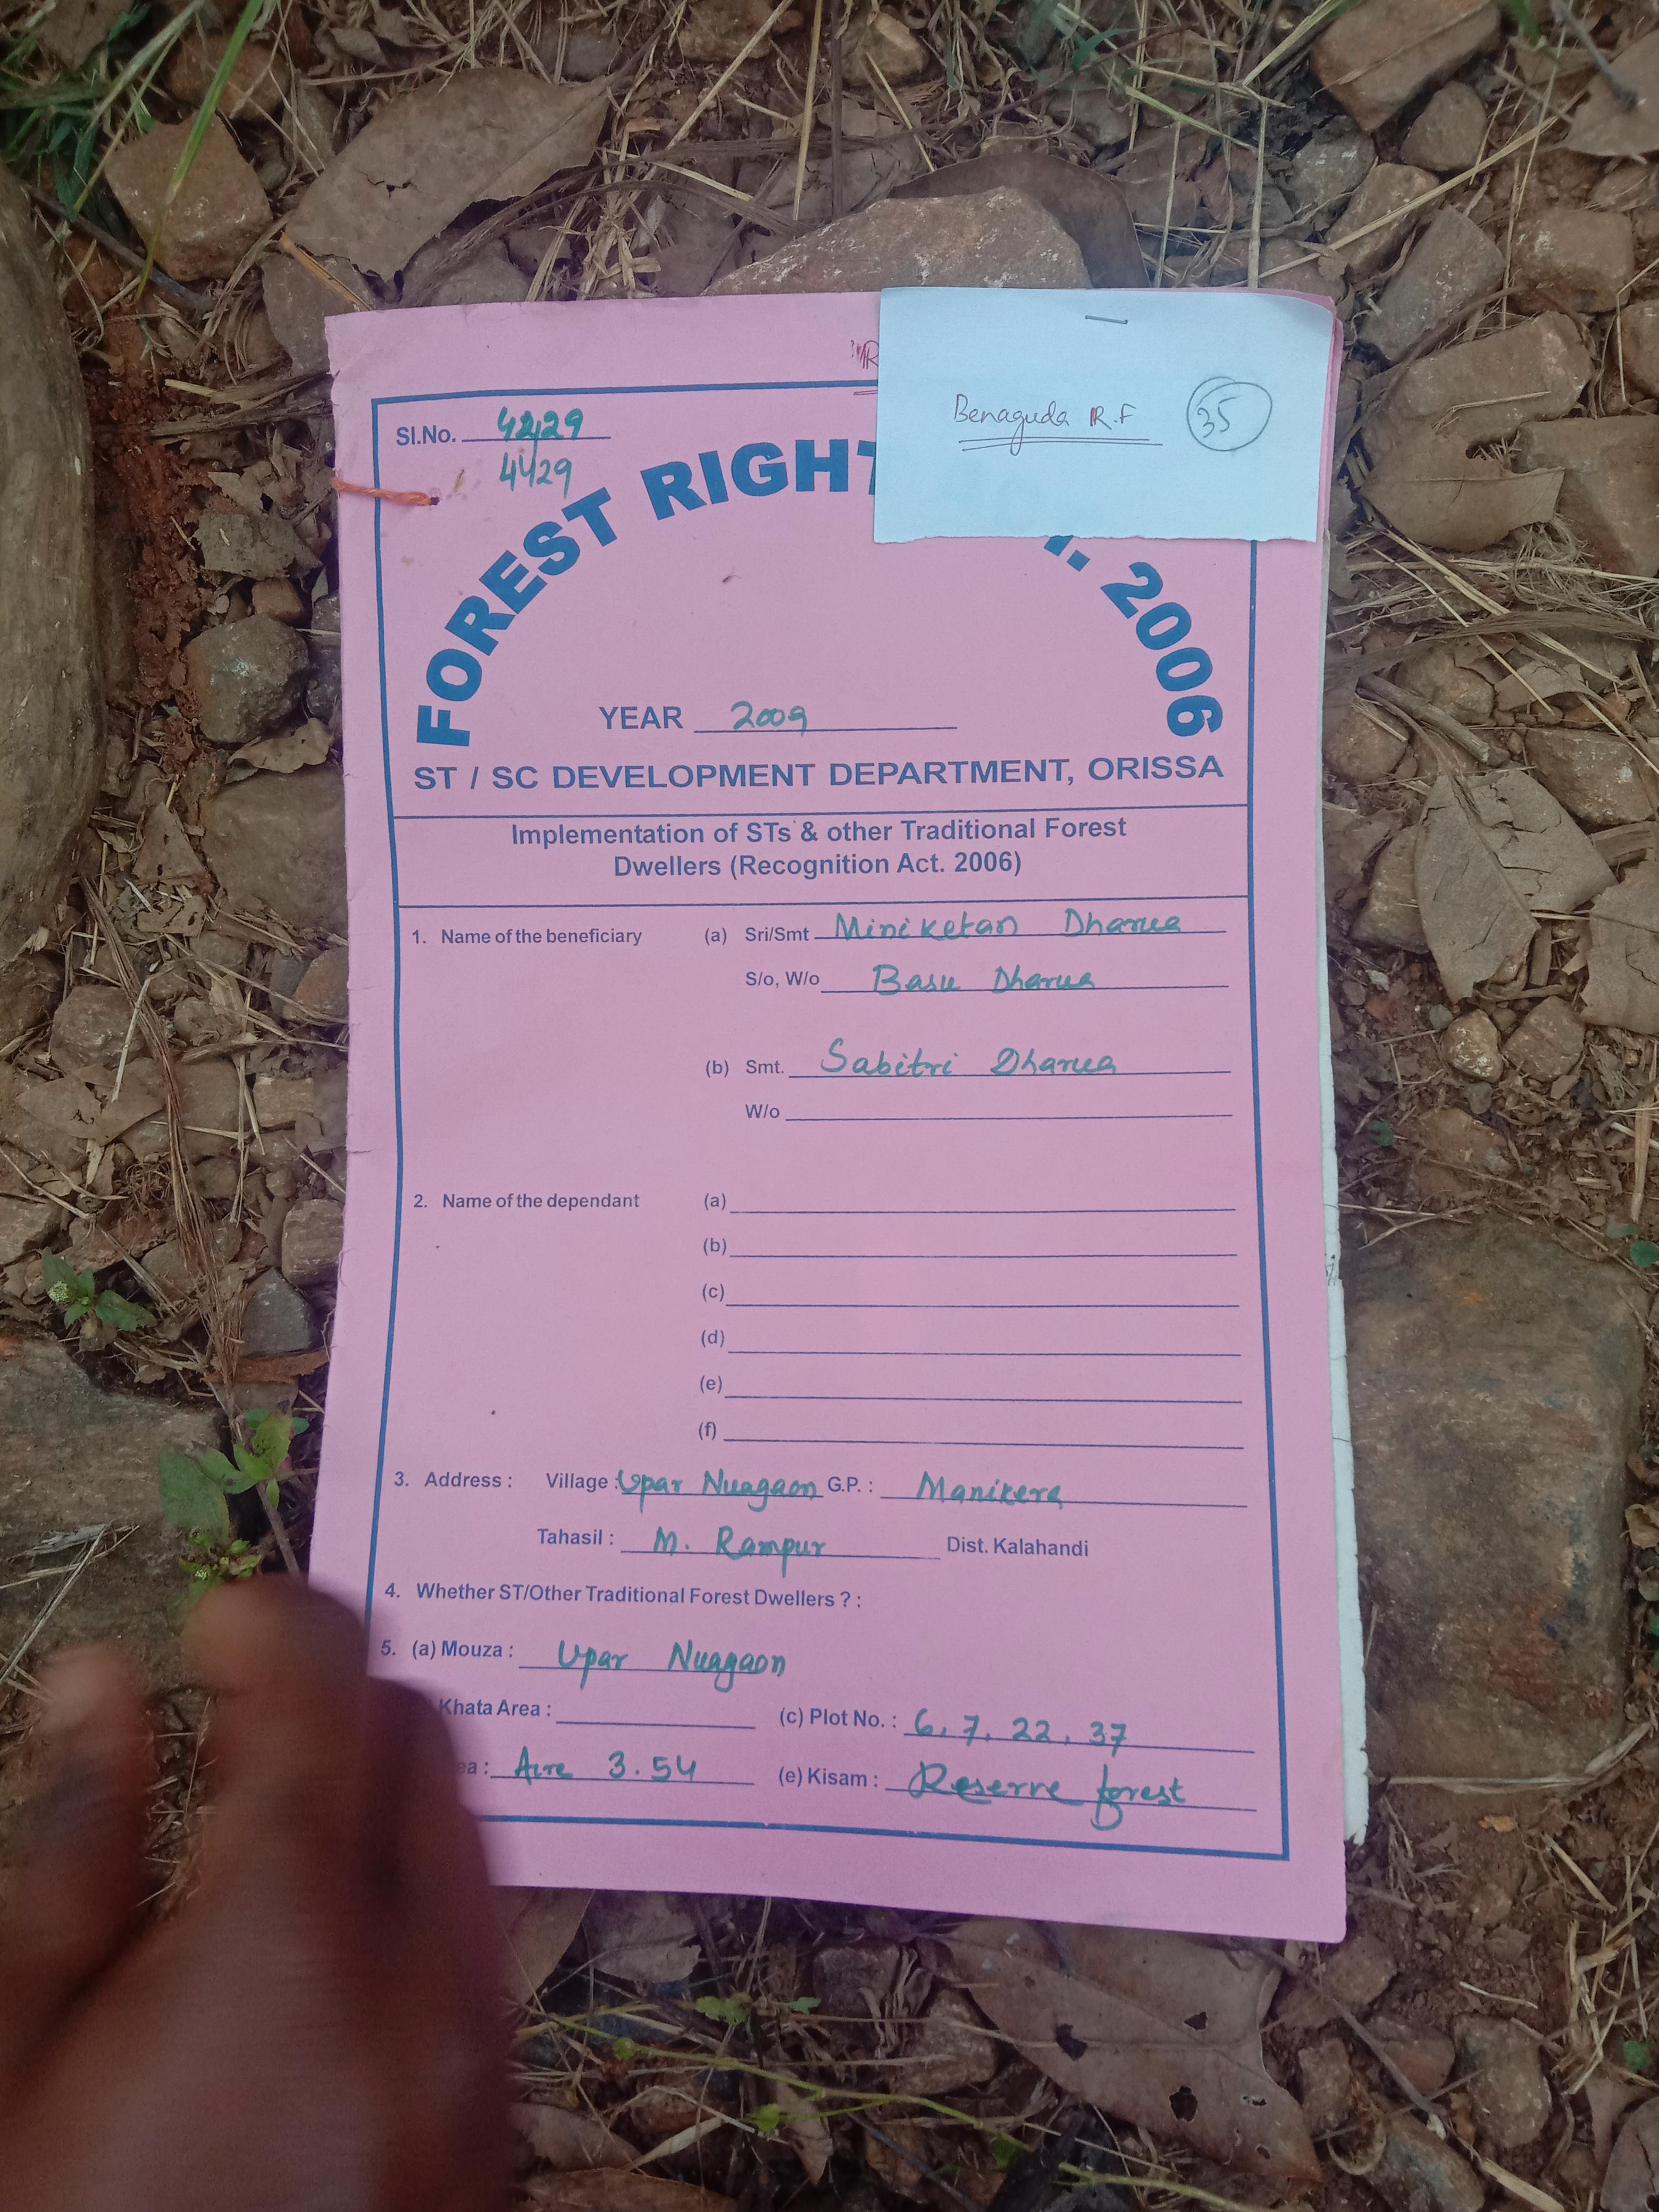 Benaguda R.F 35
Sl.No. 4229
4429
FOREST RIGHT 2006
YEAR 2009
ST / SC DEVELOPMENT DEPARTMENT, ORISSA
Implementation of STs & other Traditional Forest
Dwellers (Recognition Act. 2006)
1. Name of the beneficiary (a) Sri/Smt Miniketan Dharua
S/o, W/o Basu Dharua
(b) Smt. Sabitri Dharua
W/o
2. Name of the dependant (a)
(b)
(c)
(d)
(e)
(f)
3. Address : Village : Upar Nuagaon G.P. : Manikera
Tahasil : M. Rampur Dist. Kalahandi
4. Whether ST/Other Traditional Forest Dwellers ? :
5. (a) Mouza : Upar Nuagaon
Khata Area : (c) Plot No. : 6, 7, 22, 37
ea : Acre 3.54 (e) Kisam : Reserve forest